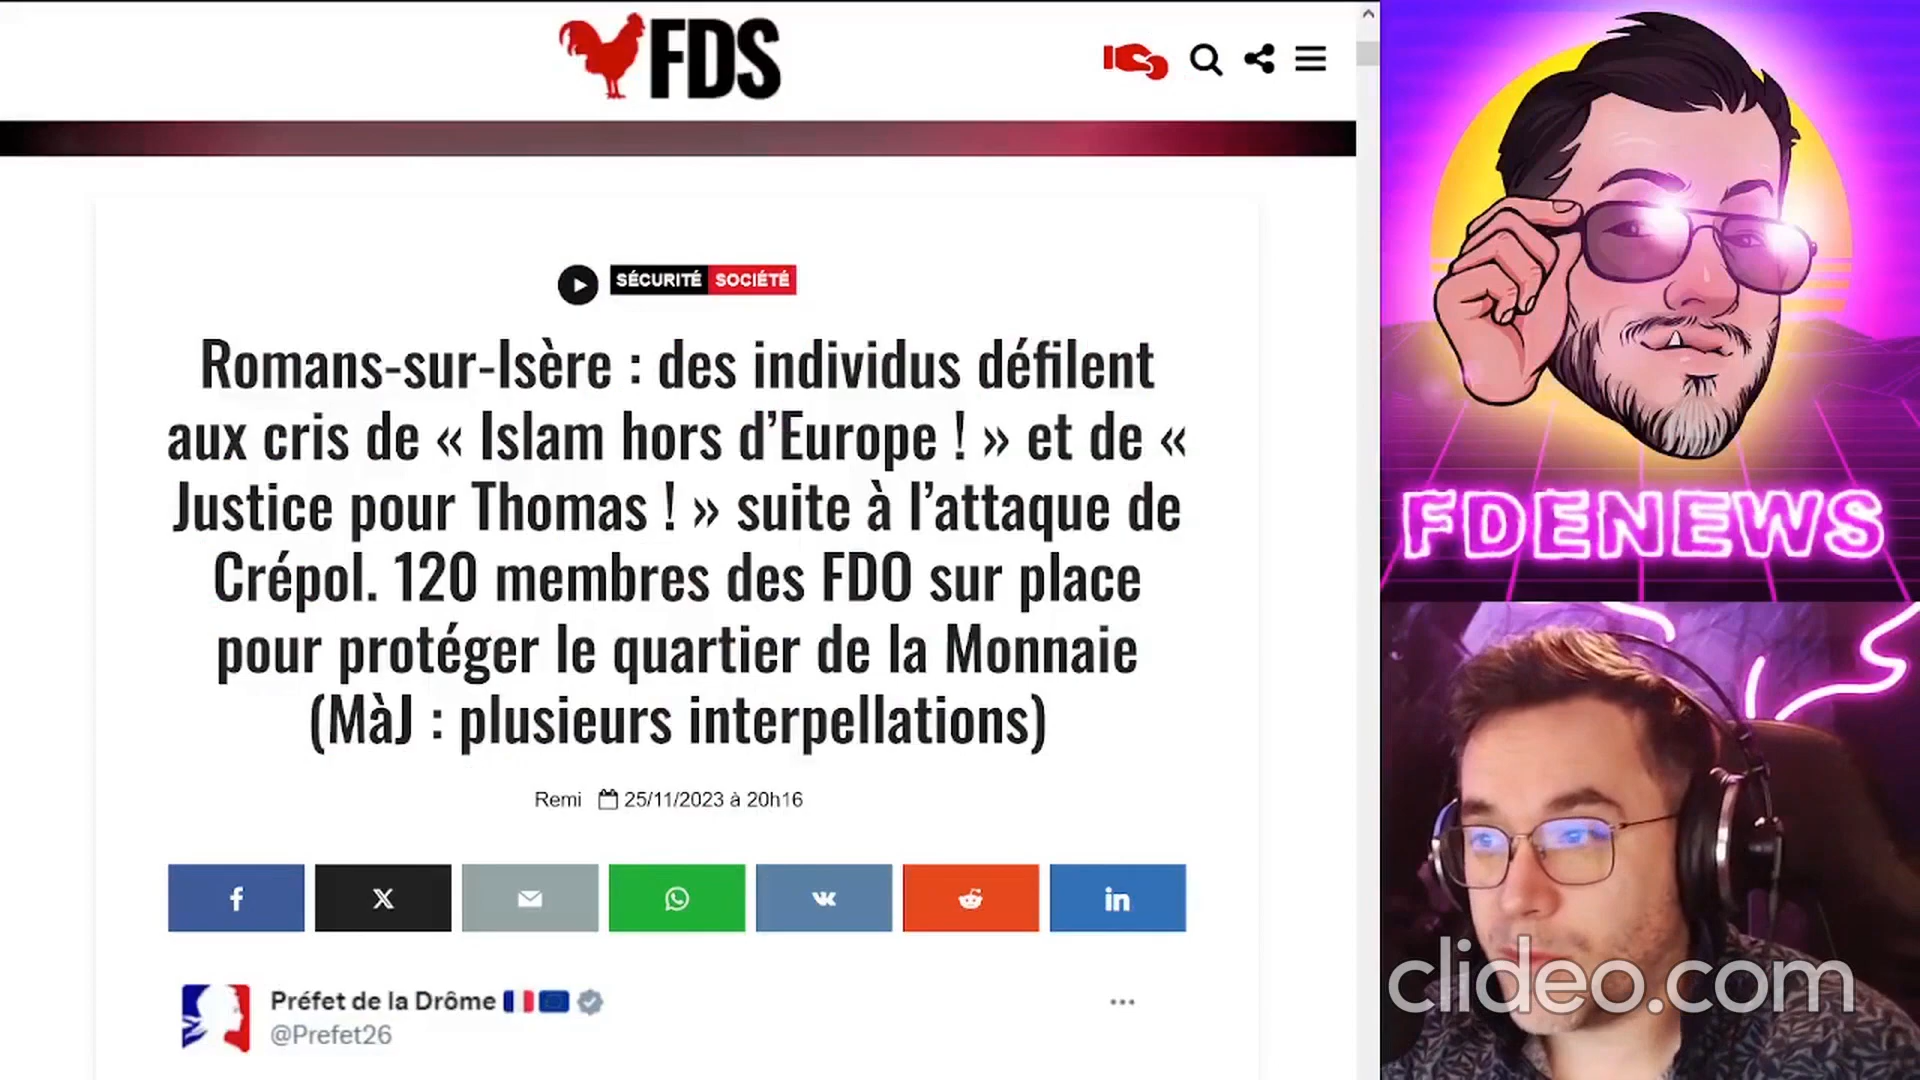 FDS
SÉCURITÉ SOCIÉTÉ
Romans-sur-Isère : des individus défilent
aux cris de « Islam hors d’Europe ! » et de «
Justice pour Thomas ! » suite à l’attaque de
Crépol. 120 membres des FDO sur place
pour protéger le quartier de la Monnaie
(MàJ : plusieurs interpellations)
Remi 25/11/2023 à 20h16
Préfet de la Drôme
@Prefet26
FDENEWS
clideo.com